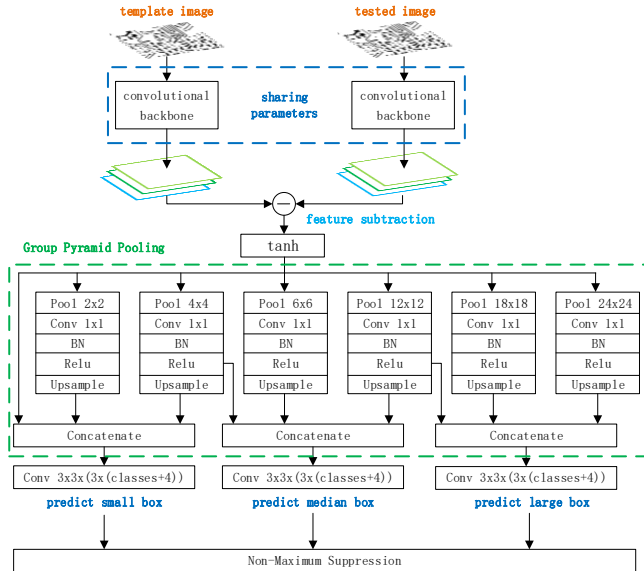 template image
tested image
convolutional
backbone
sharing
parameters
convolutional
backbone
feature subtraction
tanh
Group Pyramid Pooling
Pool 2x2
Conv 1x1
BN
Relu
Upsample
Pool 4x4
Conv 1x1
BN
Relu
Upsample
Pool 6x6
Conv 1x1
BN
Relu
Upsample
Pool 12x12
Conv 1x1
BN
Relu
Upsample
Pool 18x18
Conv 1x1
BN
Relu
Upsample
Pool 24x24
Conv 1x1
BN
Relu
Upsample
Concatenate
Concatenate
Concatenate
Conv 3x3x(3x(classes+4))
Conv 3x3x(3x(classes+4))
Conv 3x3x(3x(classes+4))
predict small box
predict median box
predict large box
Non-Maximum Suppression